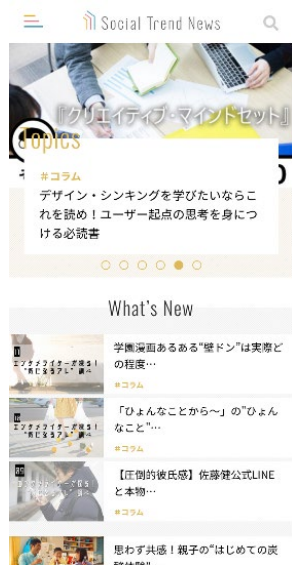 Social Trend News
『クリエイティブ・マインドセット』
Topics
#コラム
デザイン・シンキングを学びたいならこ
れを読め！ユーザー起点の思考を身につ
ける必読書
What's New
学園漫画あるある"壁ドン"は実際ど
の程度…
#コラム
「ひょんなことから〜」の"ひょん
なこと"…
#コラム
【圧倒的彼氏感】佐藤健公式LINE
と本物…
#コラム
思わず共感！親子の"はじめての炭